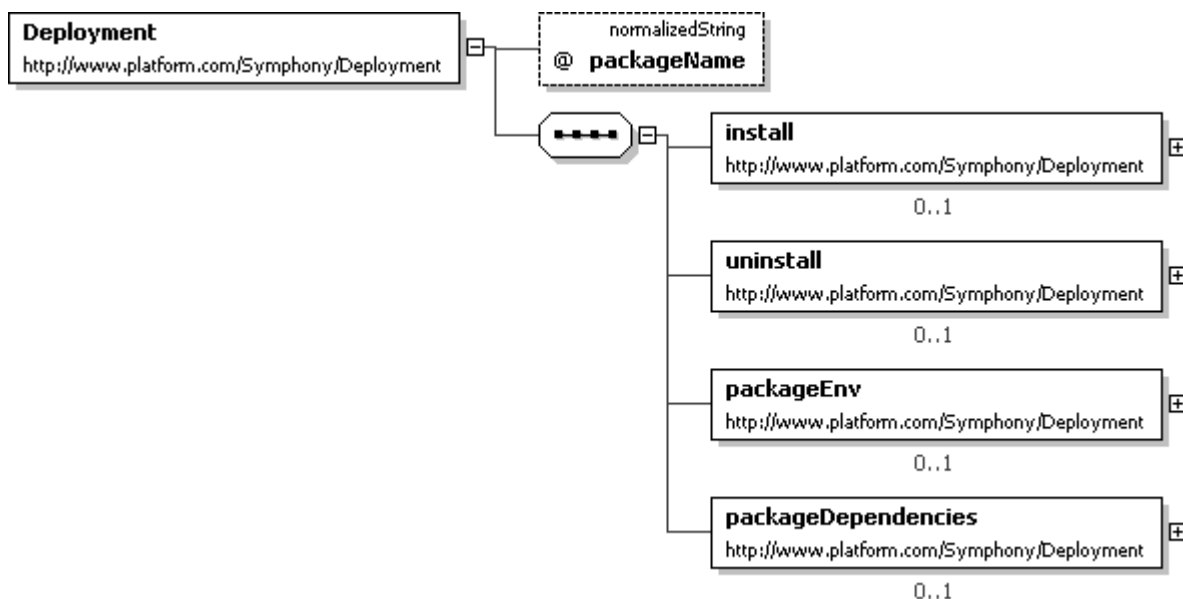 Deployment
http://www.platform.com/Symphony/Deployment
normalizedString
@ packageName
install
http://www.platform.com/Symphony/Deployment
0..1
uninstall
http://www.platform.com/Symphony/Deployment
0..1
packageEnv
http://www.platform.com/Symphony/Deployment
0..1
packageDependencies
http://www.platform.com/Symphony/Deployment
0..1